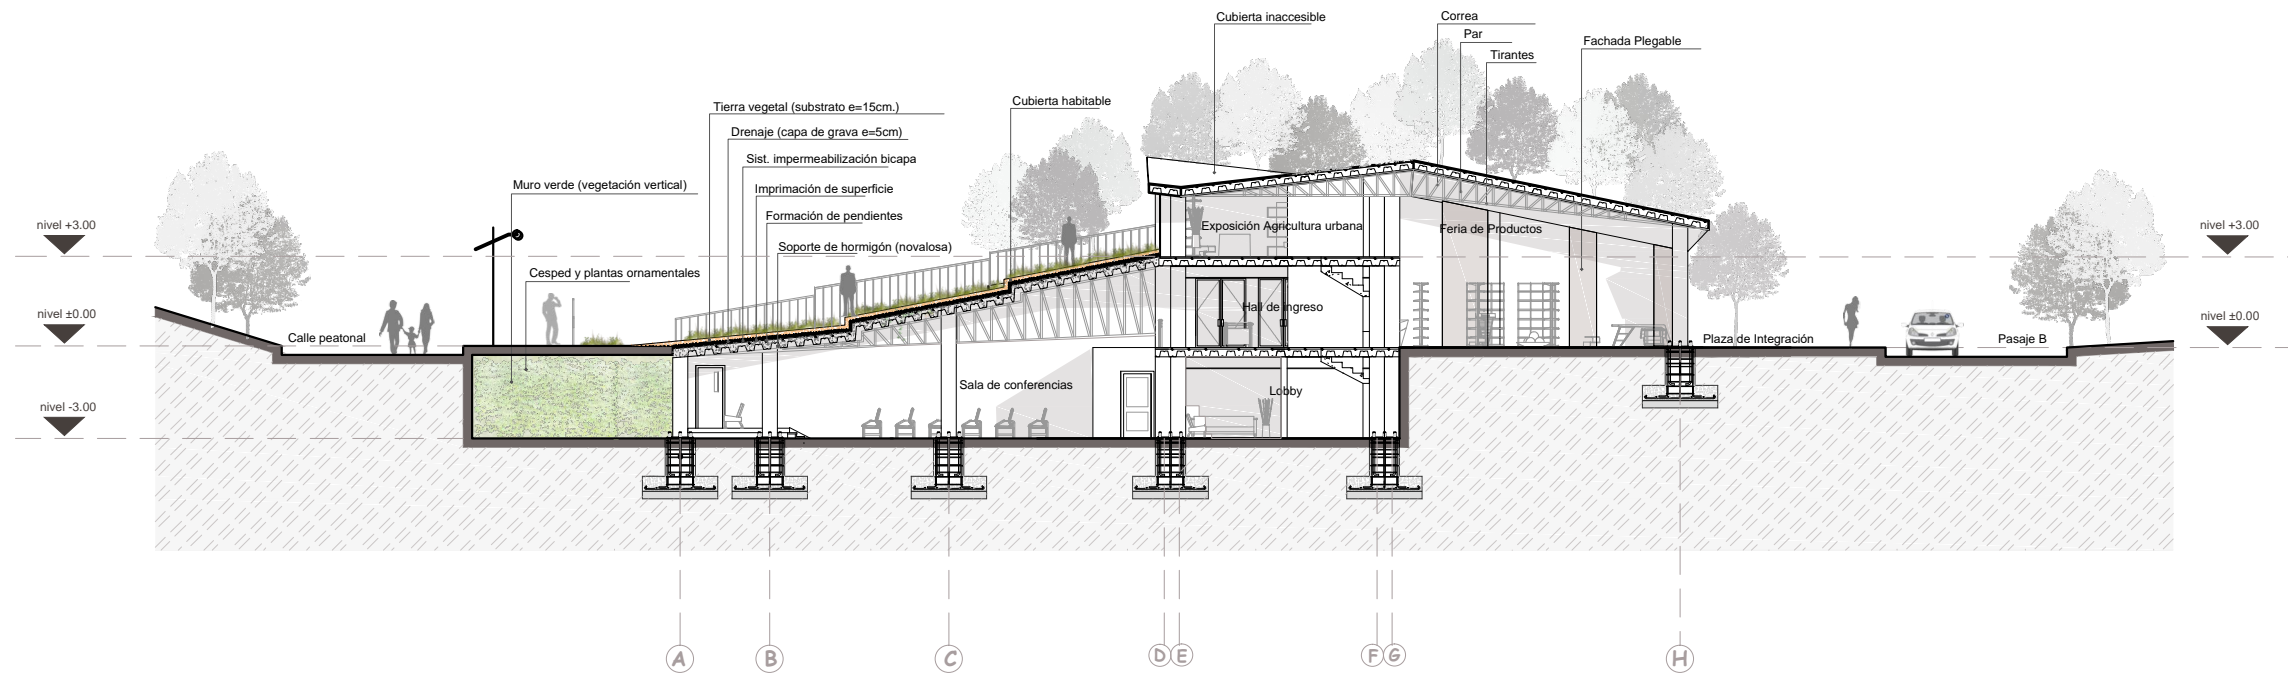 Cubierta inaccesible
Correa
Par
Tirantes
Fachada Plegable
Tierra vegetal (substrato e=15cm.)
Cubierta habitable
Drenaje (capa de grava e=5cm)
Sist. impermeabilización bicapa
Muro verde (vegetación vertical)
Imprimación de superficie
Formación de pendientes
Soporte de hormigón (novalosa)
Cesped y plantas ornamentales
nivel +3.00
Exposición Agricultura urbana
Feria de Productos
nivel +3.00
nivel ±0.00
Calle peatonal
Hall de ingreso
Plaza de Integración
Pasaje B
nivel ±0.00
nivel -3.00
Sala de conferencias
Lobby
A
B
C
D
E
F
G
H